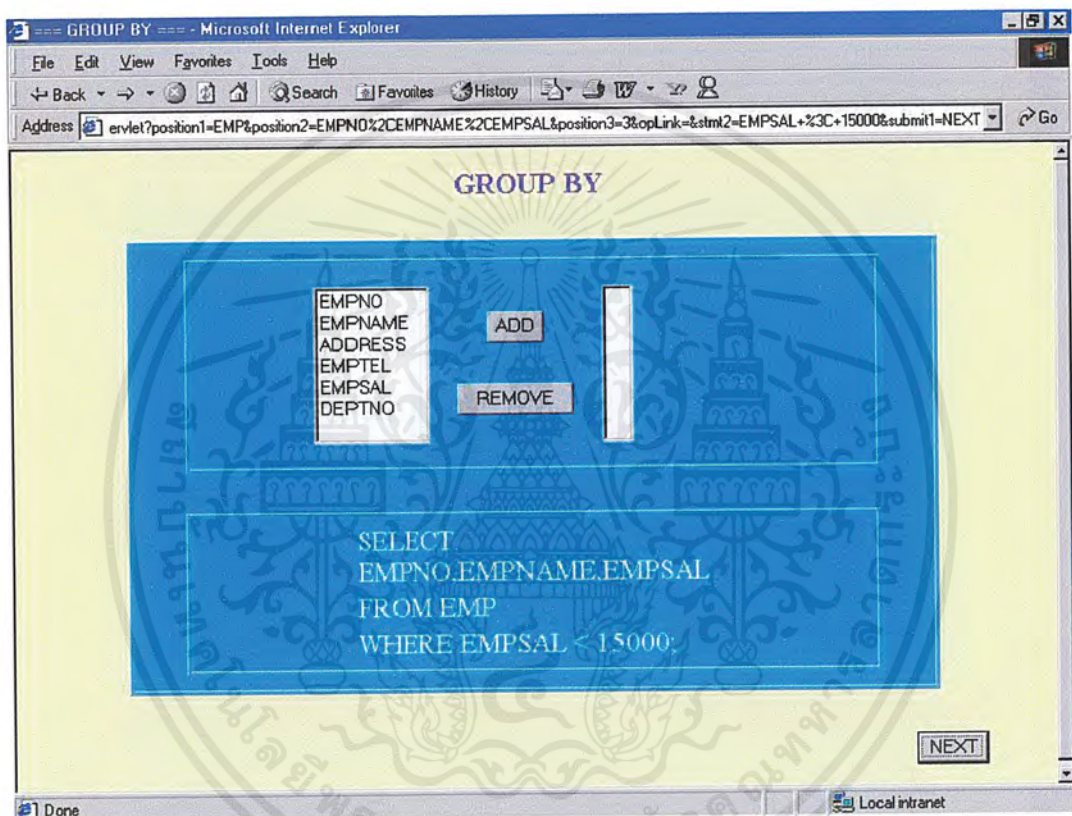 === GROUP BY === - Microsoft Internet Explorer
File Edit View Favorites Tools Help
Back Search Favorites History
Address ervlet?position1=EMP&position2=EMPNO%2CEMPNAME%2CEMPSAL&position3=3&opLink=&stmt2=EMPSAL+%3C+15000&submit1=NEXT Go
GROUP BY
EMPNO
EMPNAME
ADDRESS
EMPTEL
EMPSAL
DEPTNO
ADD
REMOVE
SELECT
EMPNO,EMPNAME,EMPSAL
FROM EMP
WHERE EMPSAL < 15000;
NEXT
Done Local intranet